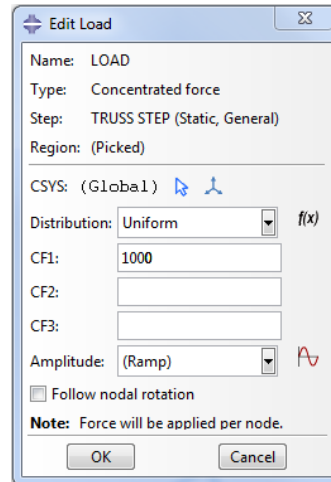 Edit Load
Name: LOAD
Type: Concentrated force
Step: TRUSS STEP (Static, General)
Region: (Picked)
CSYS: (Global)
Distribution: Uniform f(x)
CF1: 1000
CF2:
CF3:
Amplitude: (Ramp)
Follow nodal rotation
Note: Force will be applied per node.
OK Cancel